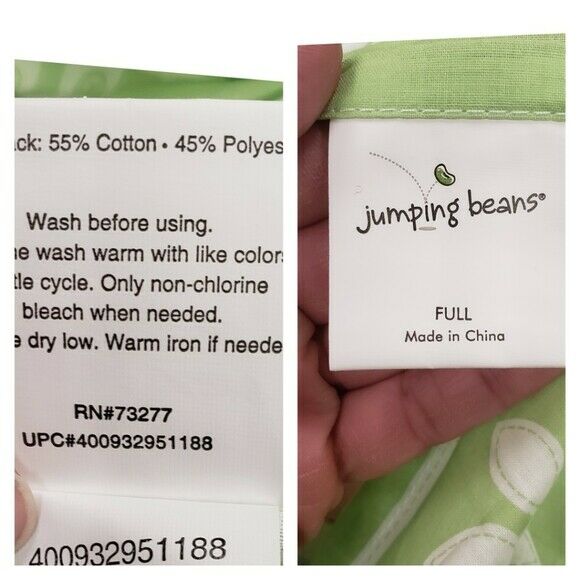 ck: 55% Cotton • 45% Polyes
Wash before using.
e wash warm with like color
tle cycle. Only non-chlorine
bleach when needed.
e dry low. Warm iron if neede
RN#73277
UPC#400932951188
400932951188
jumping beans®
FULL
Made in China